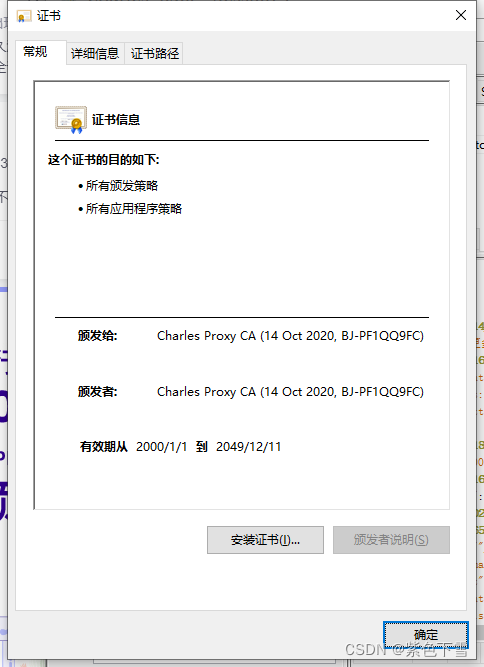 证书
常规 详细信息 证书路径
证书信息
这个证书的目的如下:
• 所有颁发策略
• 所有应用程序策略
颁发给: Charles Proxy CA (14 Oct 2020, BJ-PF1QQ9FC)
颁发者: Charles Proxy CA (14 Oct 2020, BJ-PF1QQ9FC)
有效期从 2000/1/1 到 2049/12/11
安装证书(I)... 颁发者说明(S)
确定
CSDN @紫色下雪